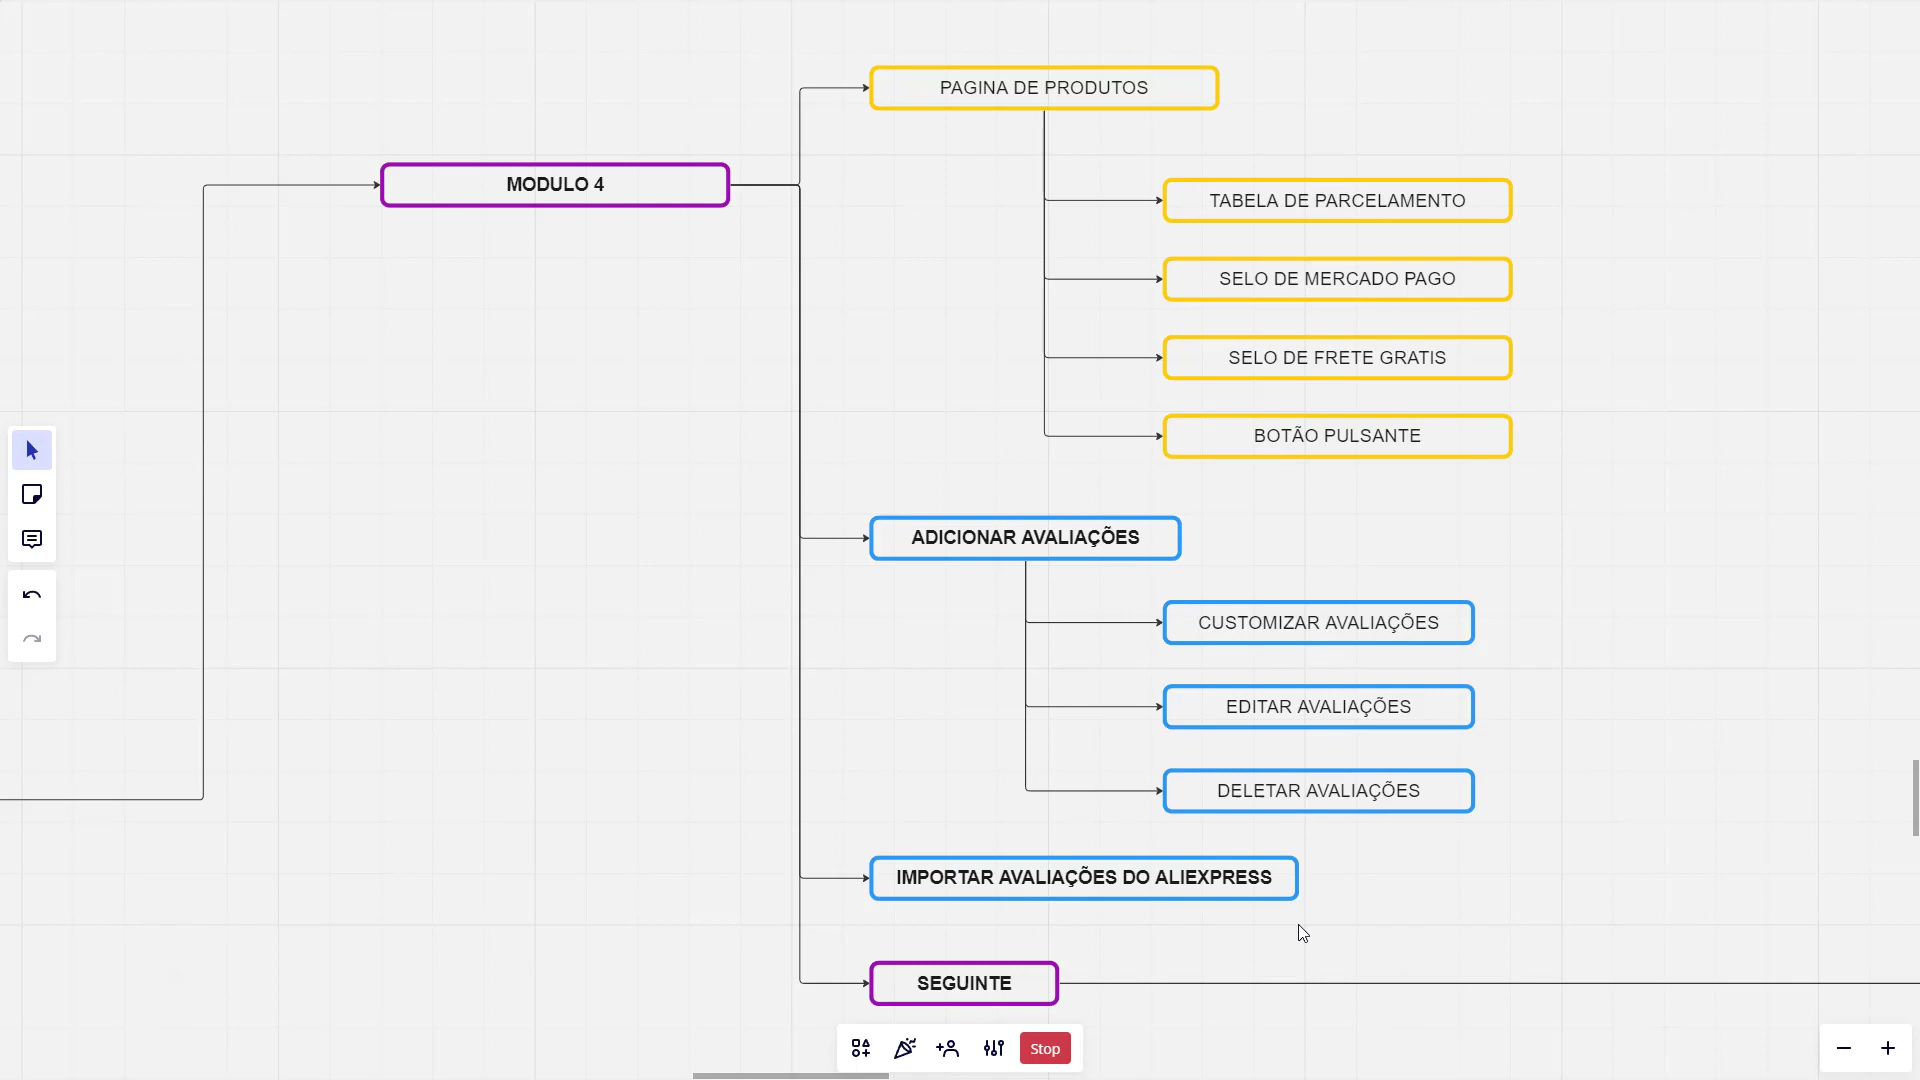 PAGINA DE PRODUTOS
MODULO 4
TABELA DE PARCELAMENTO
SELO DE MERCADO PAGO
SELO DE FRETE GRATIS
BOTÃO PULSANTE
ADICIONAR AVALIAÇÕES
CUSTOMIZAR AVALIAÇÕES
EDITAR AVALIAÇÕES
DELETAR AVALIAÇÕES
IMPORTAR AVALIAÇÕES DO ALIEXPRESS
SEGUINTE
Stop